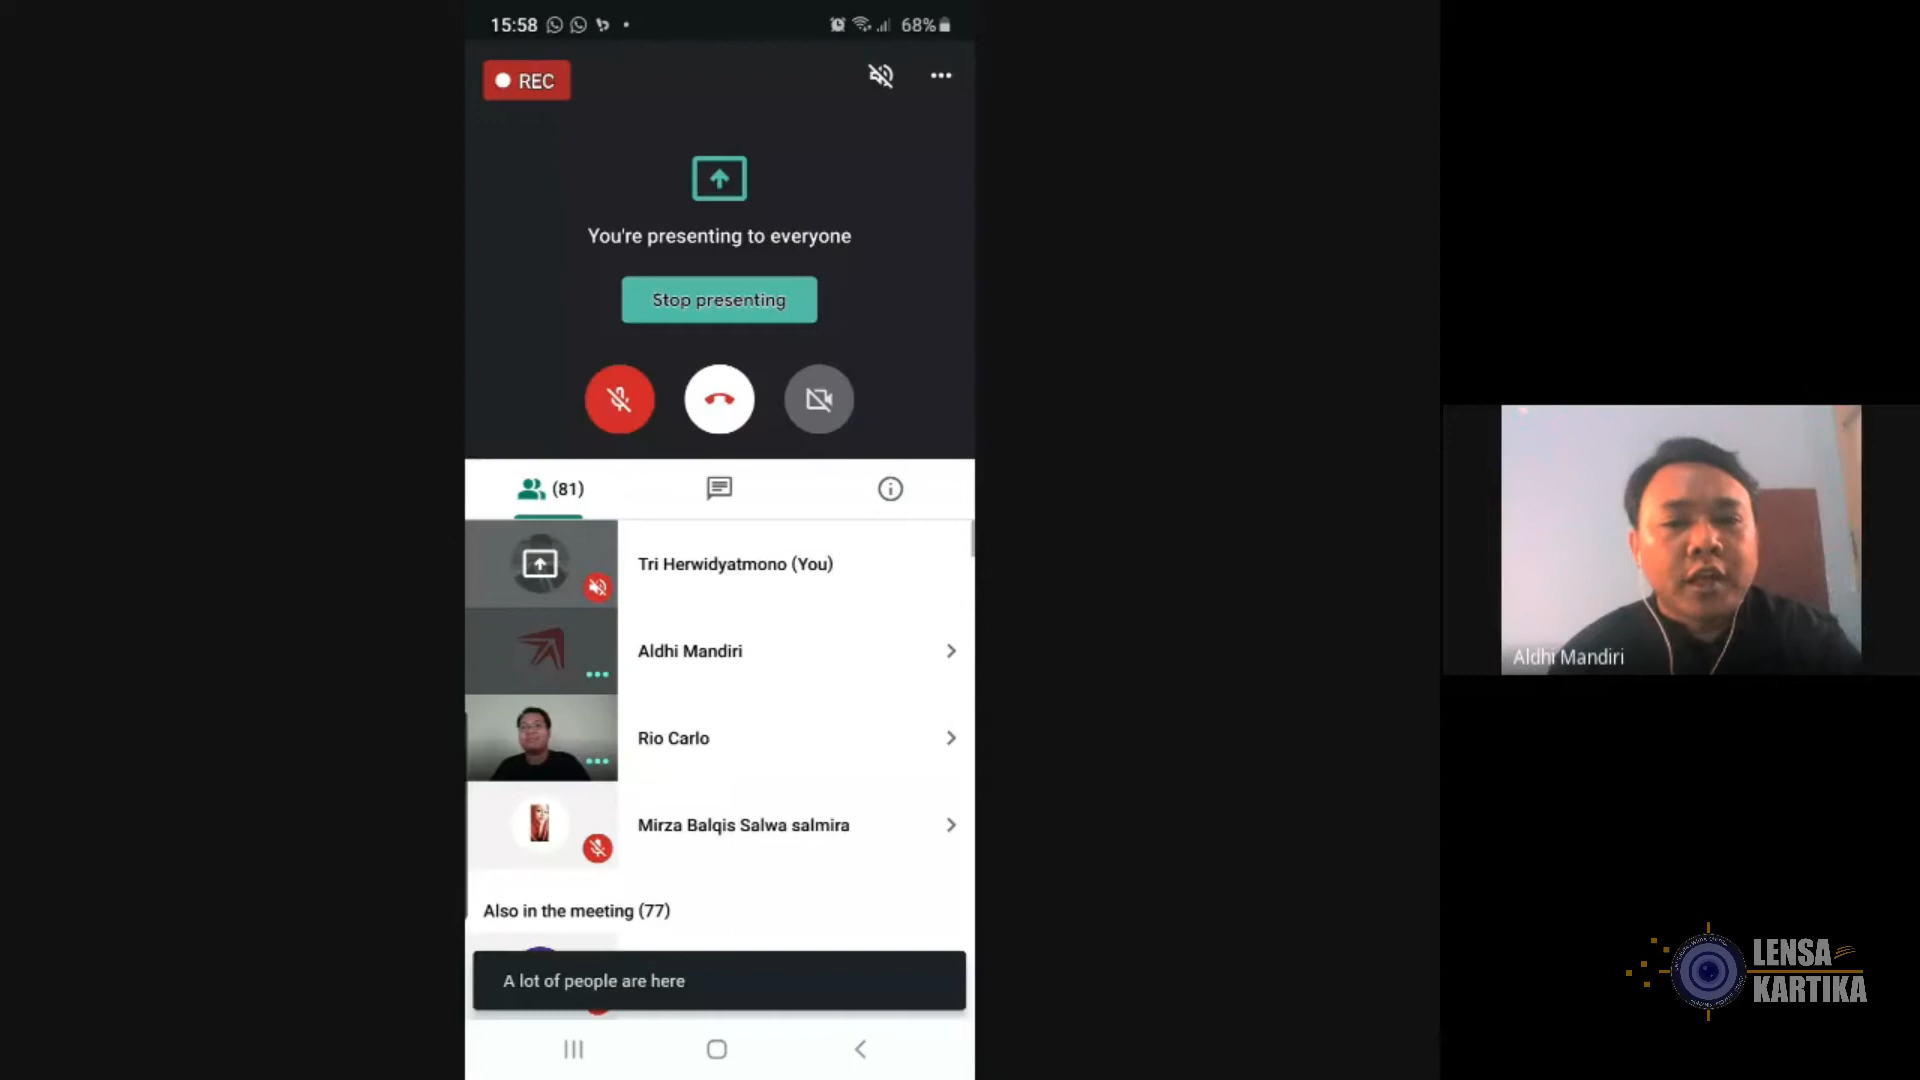 15:58
68%
REC
You're presenting to everyone
Stop presenting
(81)
Tri Herwidyatmono (You)
Aldhi Mandiri
Rio Carlo
Mirza Balqis Salwa salmira
Also in the meeting (77)
A lot of people are here
Aldhi Mandiri
LENSA
KARTIKA